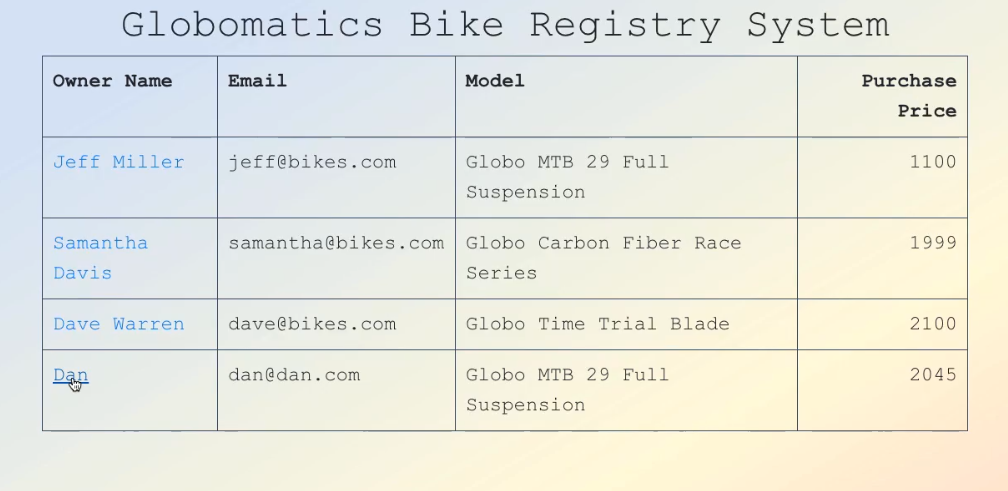 Globomatics Bike Registry System
Owner Name Email Model Purchase
Price
Jeff Miller jeff@bikes.com Globo MTB 29 Full 1100
Suspension
Samantha samantha@bikes.com Globo Carbon Fiber Race 1999
Davis Series
Dave Warren dave@bikes.com Globo Time Trial Blade 2100
Dan dan@dan.com Globo MTB 29 Full 2045
Suspension